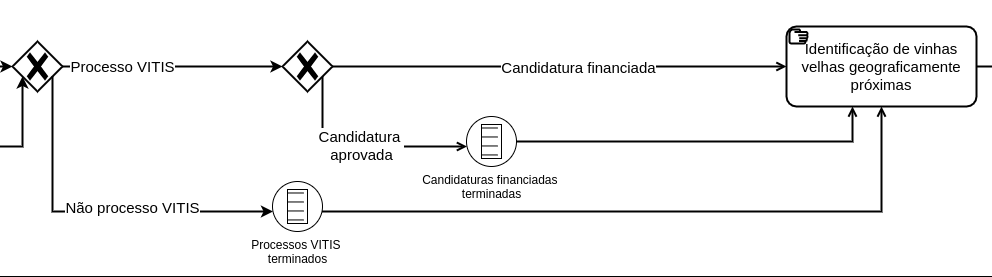 Processo VITIS
Candidatura financiada
Identificação de vinhas
velhas geograficamente
próximas
Candidatura
aprovada
Candidaturas financiadas
terminadas
Não processo VITIS
Processos VITIS
terminados